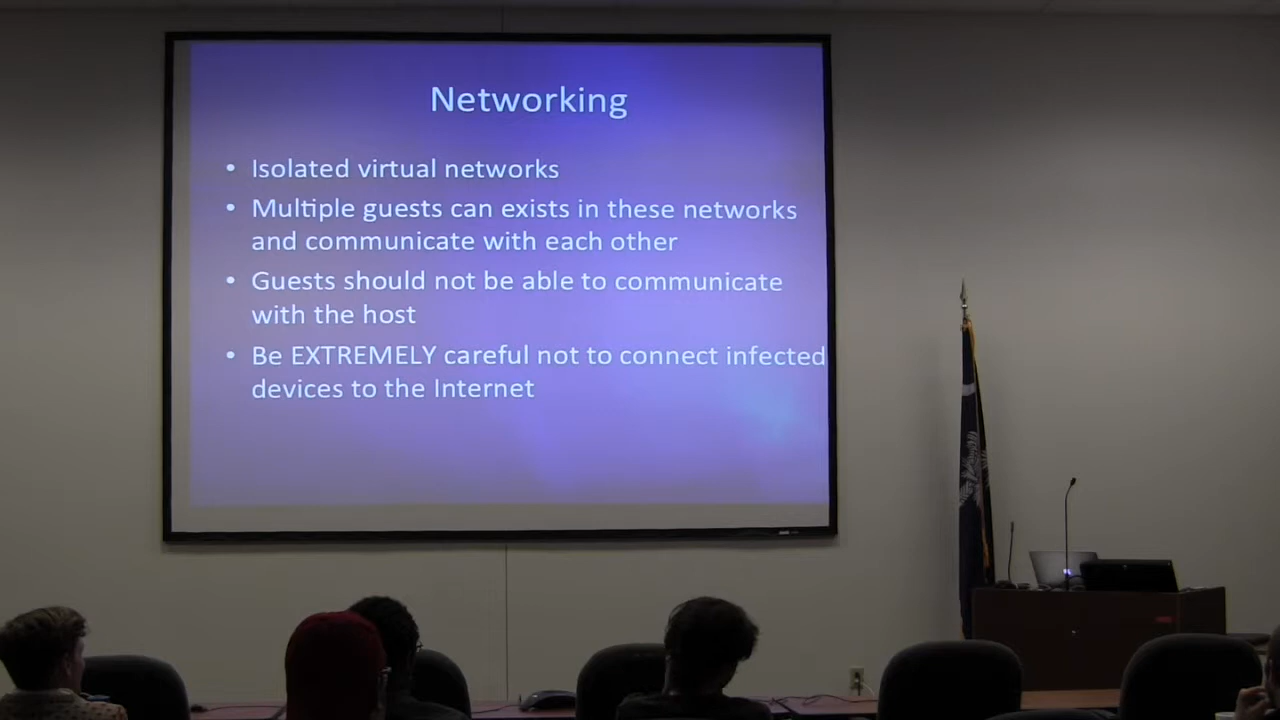 Networking
• Isolated virtual networks
• Multiple guests can exists in these networks
and communicate with each other
• Guests should not be able to communicate
with the host
• Be EXTREMELY careful not to connect infected
devices to the Internet